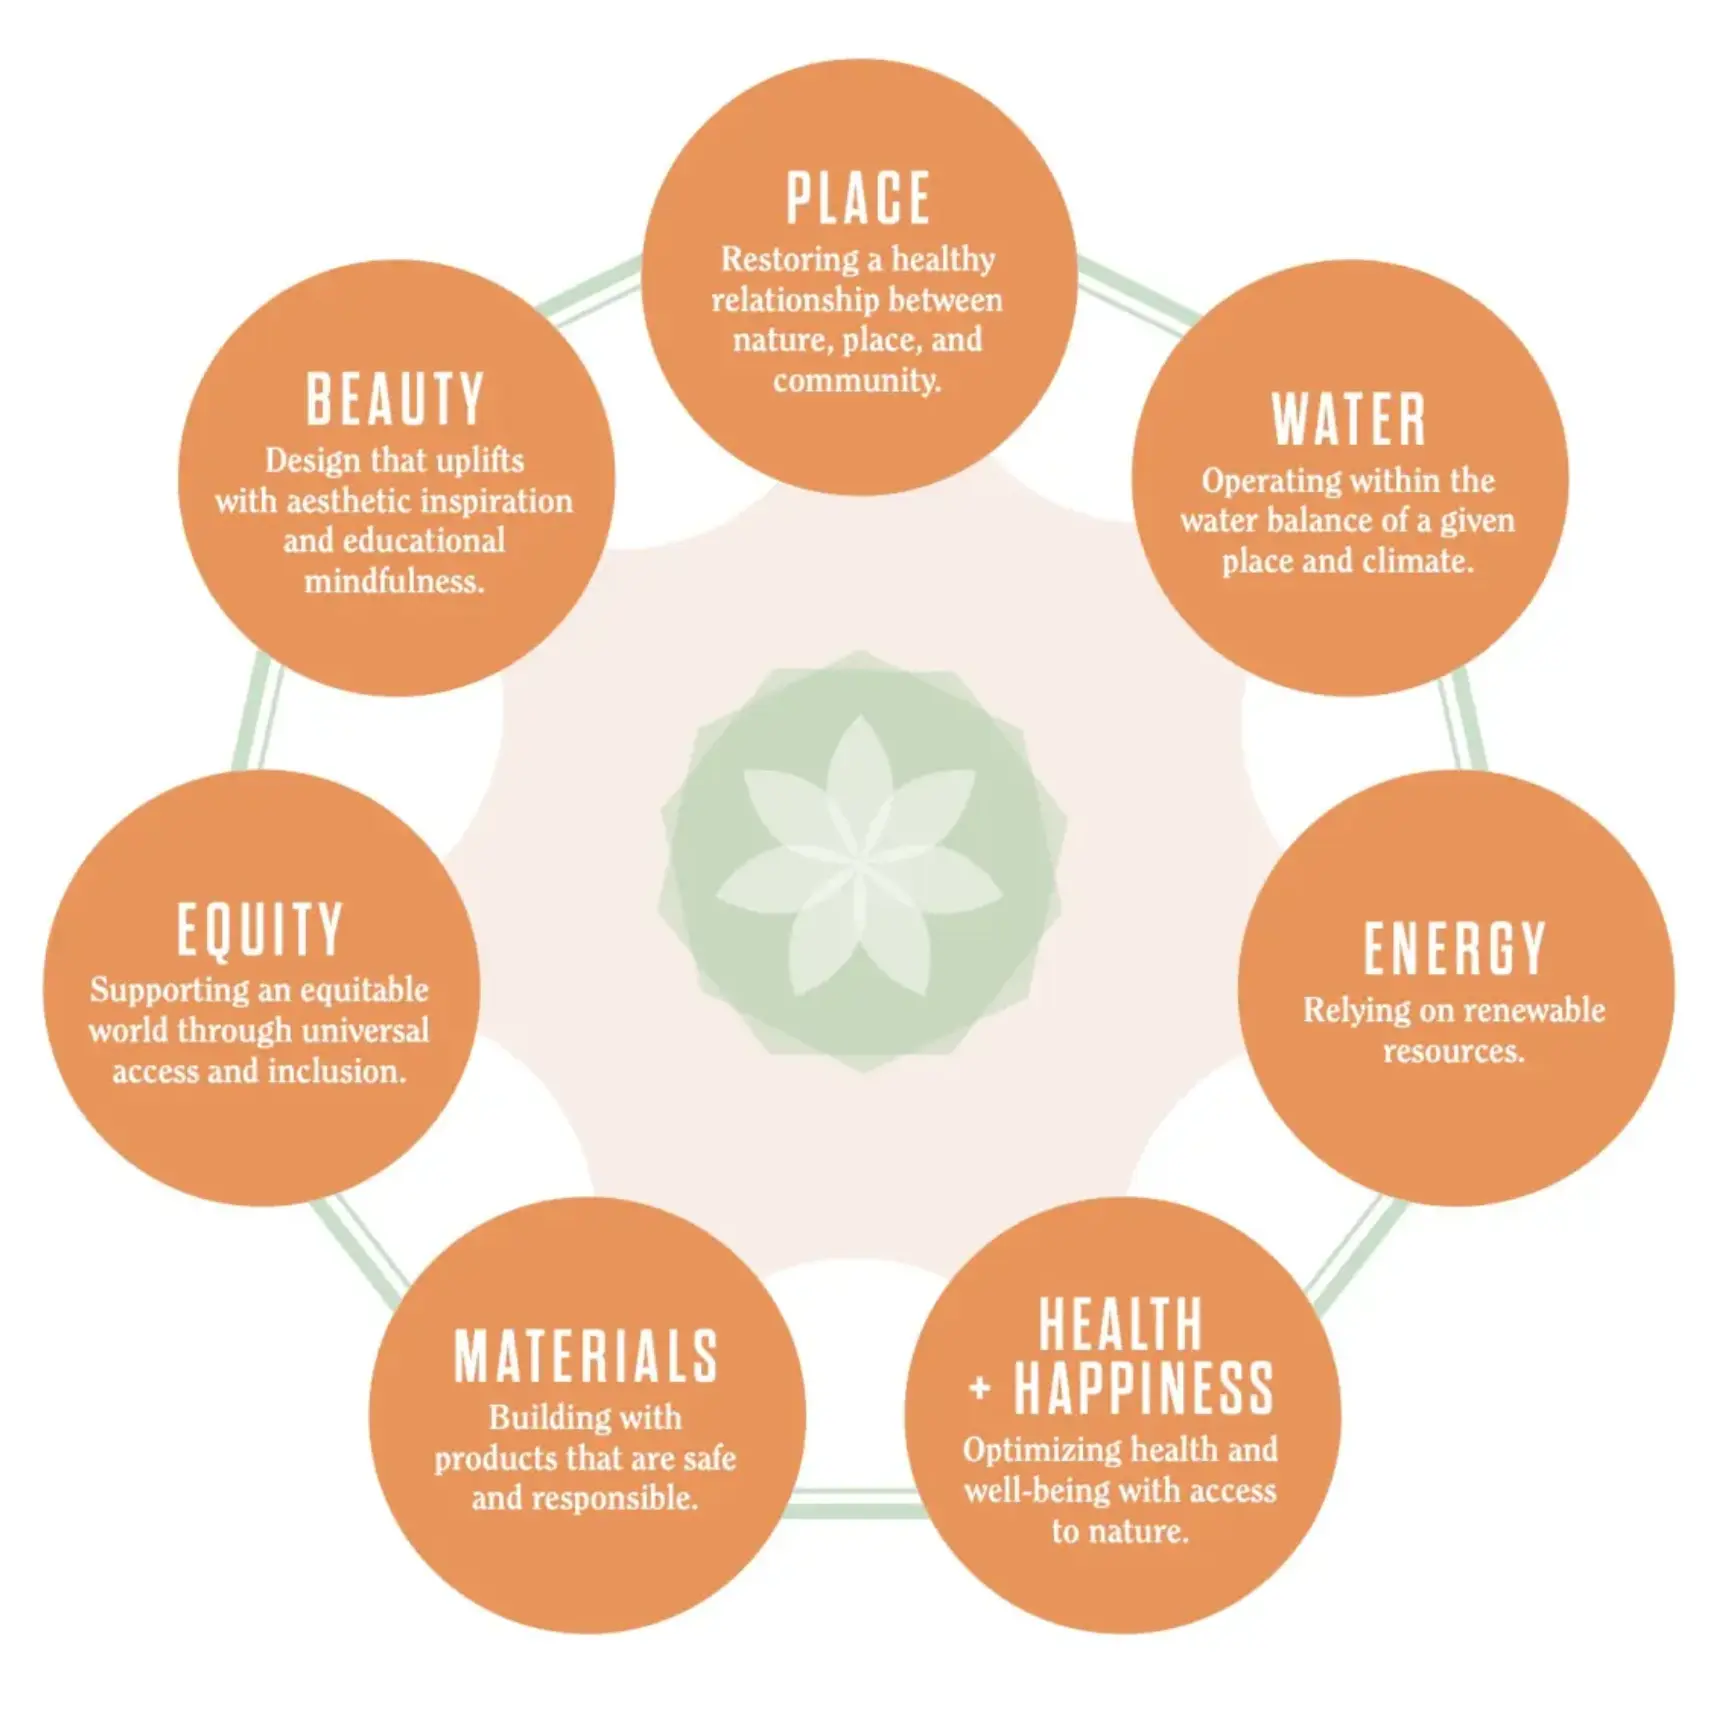 PLACE
Restoring a healthy
relationship between
nature, place, and
community.
WATER
Operating within the
water balance of a given
place and climate.
ENERGY
Relying on renewable
resources.
HEALTH
+ HAPPINESS
Optimizing health and
well-being with access
to nature.
MATERIALS
Building with
products that are safe
and responsible.
EQUITY
Supporting an equitable
world through universal
access and inclusion.
BEAUTY
Design that uplifts
with aesthetic inspiration
and educational
mindfulness.